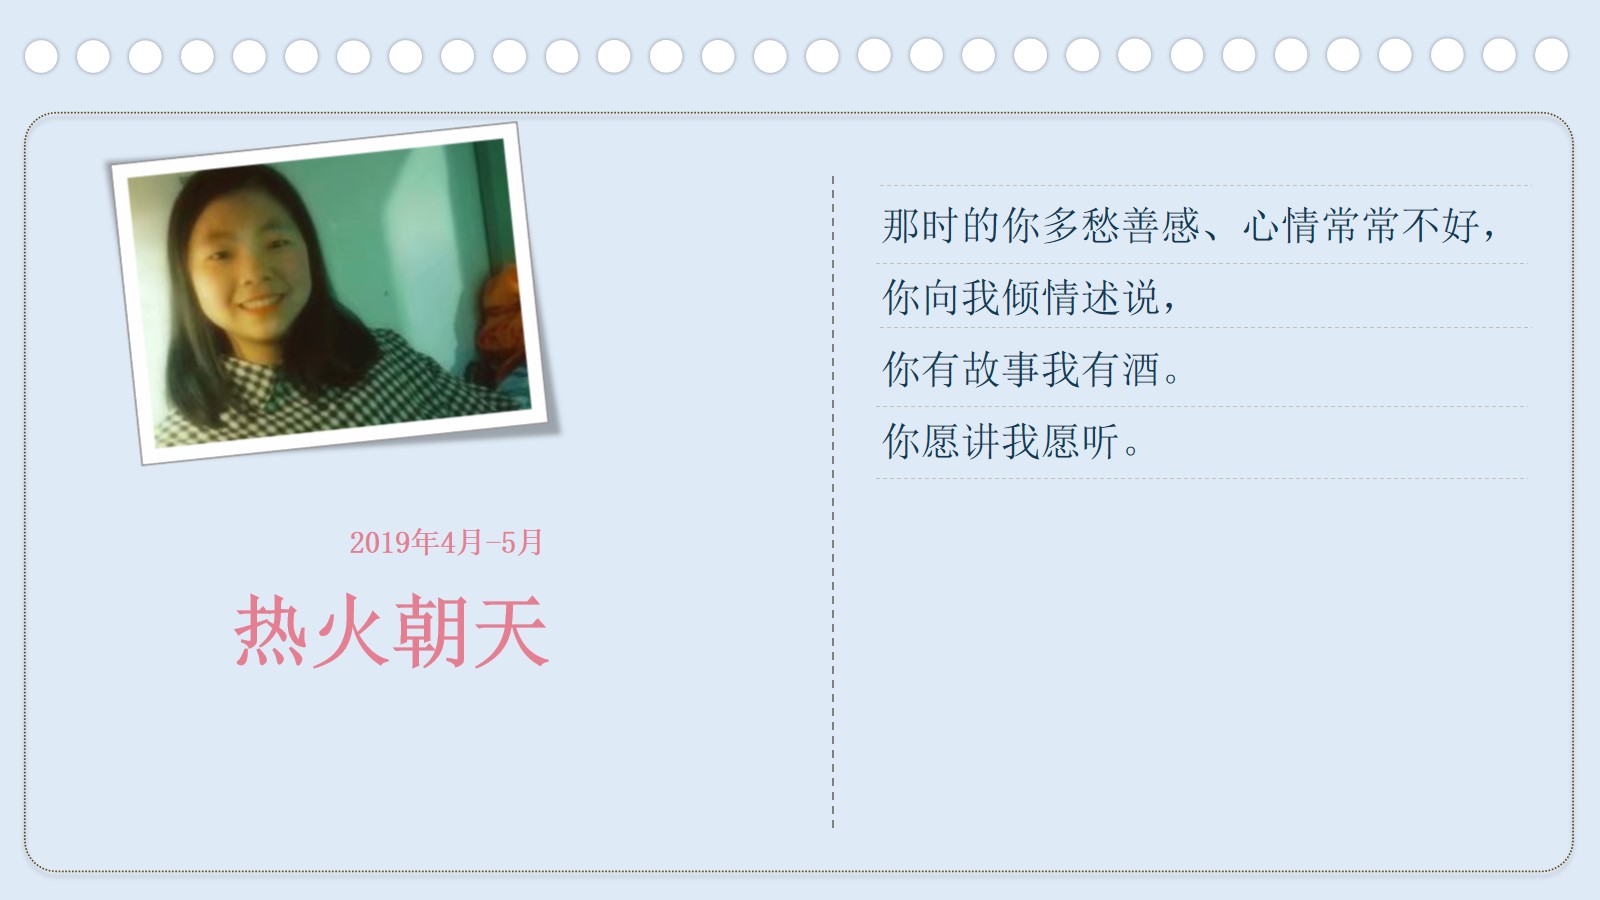 2019年4月-5月
热火朝天
那时的你多愁善感、心情常常不好，
你向我倾情述说，
你有故事我有酒。
你愿讲我愿听。